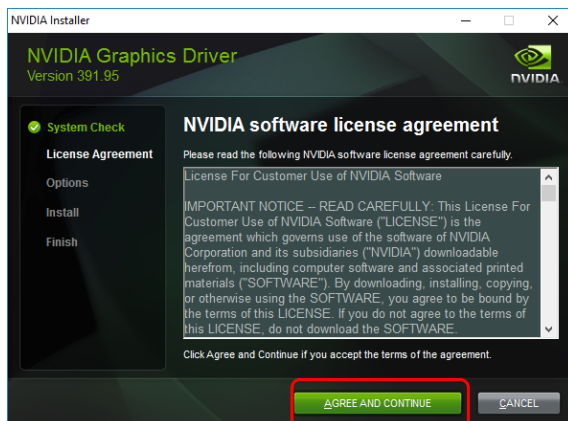 NVIDIA Installer
NVIDIA Graphics Driver
Version 391.95
NVIDIA.
System Check
License Agreement
Options
Install
Finish
NVIDIA software license agreement
Please read the following NVIDIA software license agreement carefully.
License For Customer Use of NVIDIA Software
IMPORTANT NOTICE -- READ CAREFULLY: This License For
Customer Use of NVIDIA Software ("LICENSE") is the
agreement which governs use of the software of NVIDIA
Corporation and its subsidiaries ("NVIDIA") downloadable
herefrom, including computer software and associated printed
materials ("SOFTWARE"). By downloading, installing, copying,
or otherwise using the SOFTWARE, you agree to be bound by
the terms of this LICENSE. If you do not agree to the terms of
this LICENSE, do not download the SOFTWARE.
Click Agree and Continue if you accept the terms of the agreement.
AGREE AND CONTINUE
CANCEL